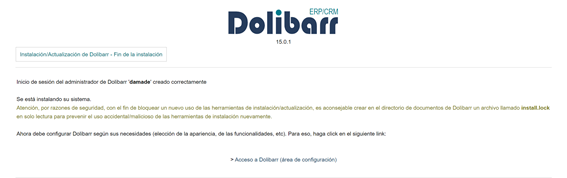 Dolibarr
ERP/CRM
15.0.1
Instalación/Actualización de Dolibarr - Fin de la instalación
Inicio de sesión del administrador de Dolibarr 'damade' creado correctamente
Se está instalando su sistema.
Atención, por razones de seguridad, con el fin de bloquear un nuevo uso de las herramientas de instalación/actualización, es aconsejable crear en el directorio de documentos de Dolibarr un archivo llamado install.lock
en solo lectura para prevenir el uso accidental/malicioso de las herramientas de instalación nuevamente.
Ahora debe configurar Dolibarr según sus necesidades (elección de la apariencia, de las funcionalidades, etc). Para eso, haga click en el siguiente link:
> Acceso a Dolibarr (área de configuración)